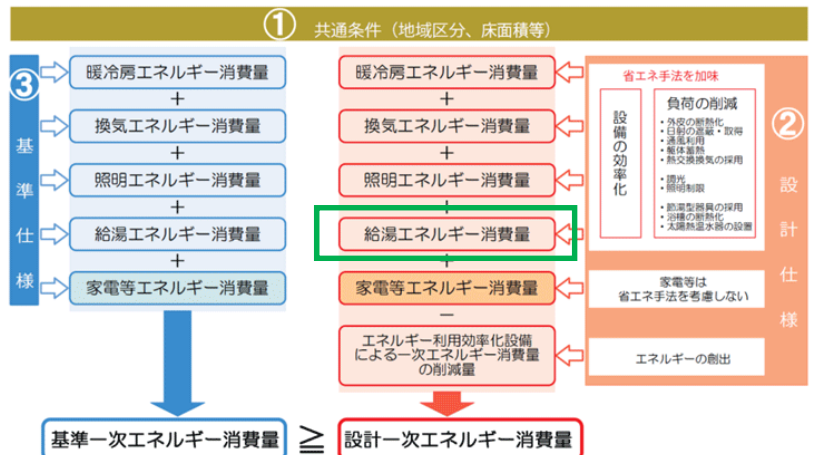 ① 共通条件（地域区分、床面積等）
③
基準仕様
暖冷房エネルギー消費量
＋
換気エネルギー消費量
＋
照明エネルギー消費量
＋
給湯エネルギー消費量
＋
家電等エネルギー消費量
基準一次エネルギー消費量
≧
暖冷房エネルギー消費量
＋
換気エネルギー消費量
＋
照明エネルギー消費量
＋
給湯エネルギー消費量
＋
家電等エネルギー消費量
－
エネルギー利用効率化設備
による一次エネルギー消費量
の削減量
設計一次エネルギー消費量
省エネ手法を加味
設備の効率化
負荷の削減
・外皮の断熱化
・日射の遮蔽・取得
・通風利用
・躯体蓄熱
・熱交換換気の採用
・調光
・照明制限
・節湯型器具の採用
・浴槽の断熱化
・太陽熱温水器の設置
家電等は
省エネ手法を考慮しない
エネルギーの創出
②
設計仕様